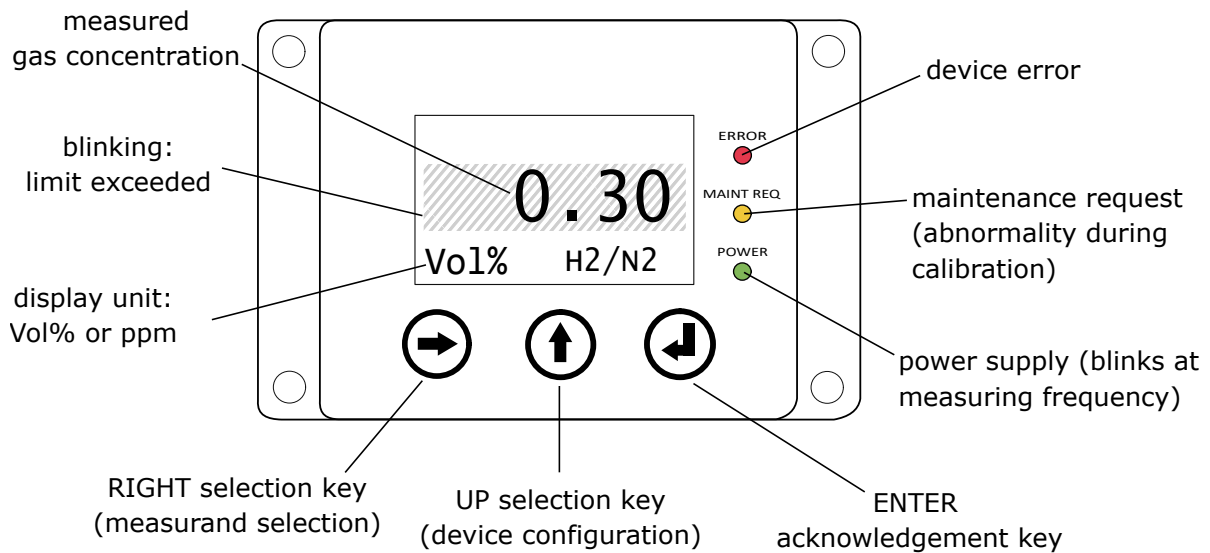 measured
gas concentration
blinking:
limit exceeded
display unit:
Vol% or ppm
0.30
Vol% H2/N2
ERROR
MAINT REQ
POWER
device error
maintenance request
(abnormality during
calibration)
power supply (blinks at
measuring frequency)
RIGHT selection key
(measurand selection)
UP selection key
(device configuration)
ENTER
acknowledgement key